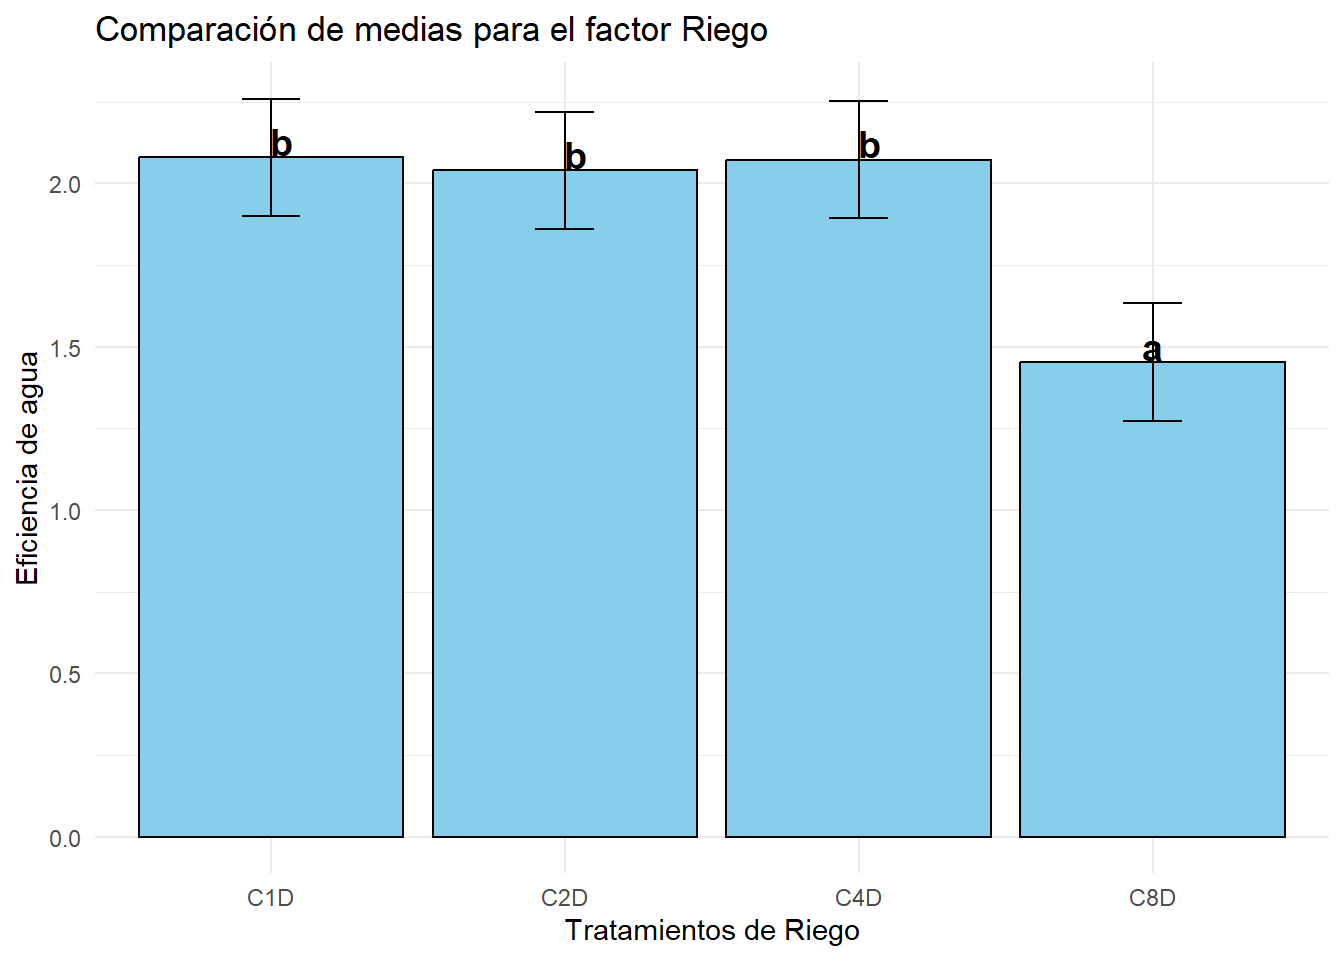 Comparación de medias para el factor Riego
b
b
b
a
2.0
1.5
1.0
0.5
0.0
Eficiencia de agua
C1D
C2D
C4D
C8D
Tratamientos de Riego